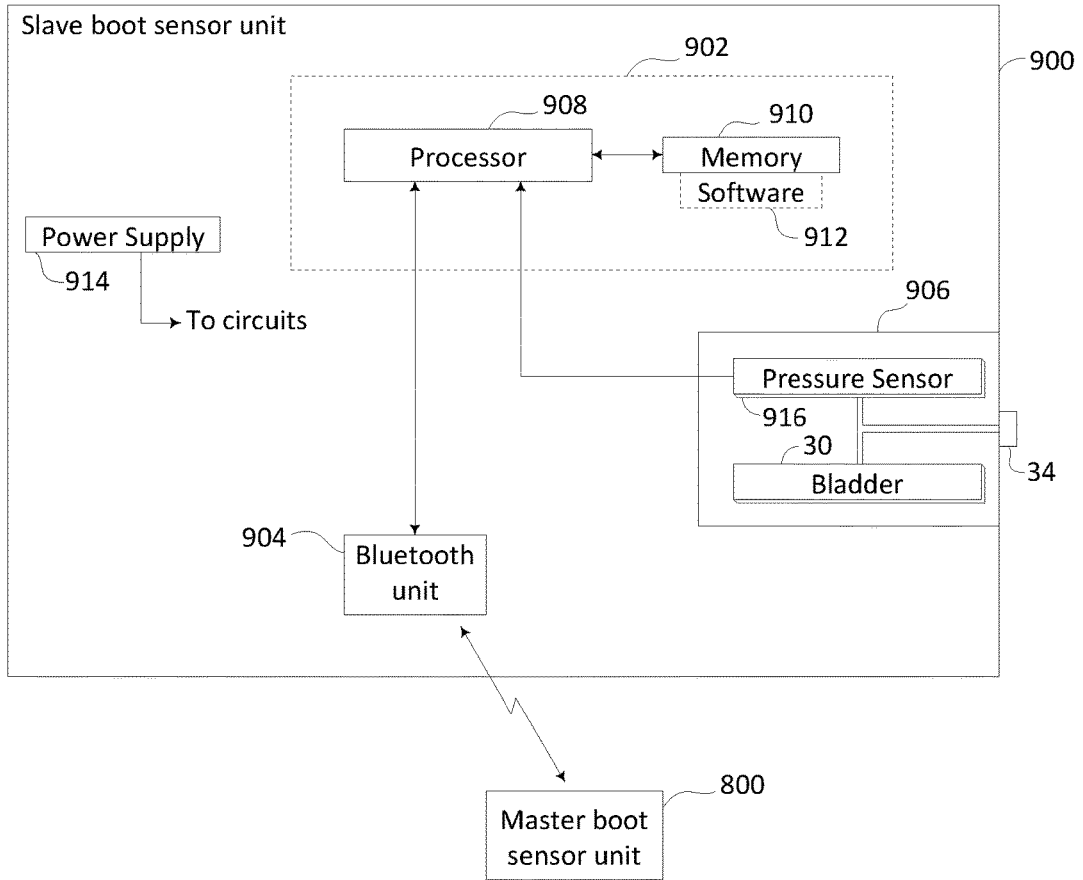 Slave boot sensor unit
902
900
908
910
Processor
Memory
Software
912
Power Supply
914
To circuits
906
Pressure Sensor
916
30
34
Bladder
904
Bluetooth
unit
800
Master boot
sensor unit